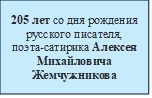 205 лет со дня рождения
русского писателя,
поэта-сатирика Алексея
Михайловича
Жемчужникова